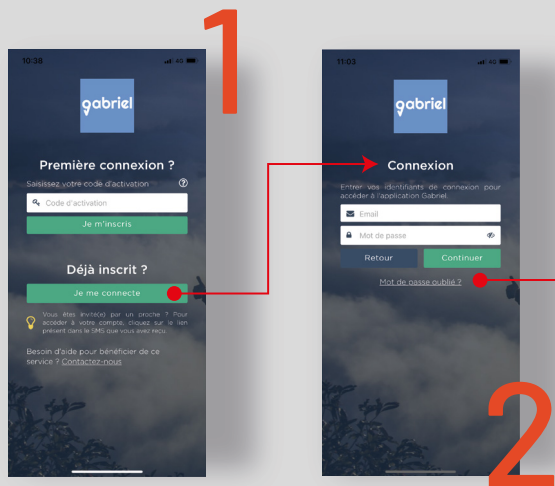 1
10:38
4G
gabriel
Première connexion ?
Saisissez votre code d'activation
Code d'activation
Je m'inscris
Déjà inscrit ?
Je me connecte
Vous êtes invité(e) par un proche ? Pour
accéder à votre compte, cliquez sur le lien
présent dans le SMS que vous avez reçu.
Besoin d'aide pour bénéficier de ce
service ? Contactez-nous
11:03
4G
gabriel
Connexion
Entrer vos identifiants de connexion pour
accéder à l'application Gabriel.
Email
Mot de passe
Retour Continuer
Mot de passe oublié ?
2